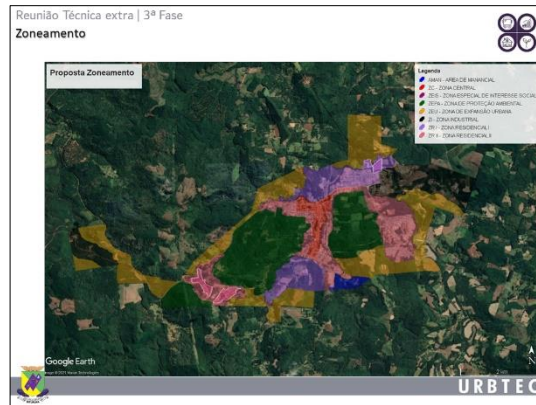 Reunião Técnica extra | 3ª Fase
Zoneamento
Proposta Zoneamento
Legenda
AMAN - AREA DE MANANCIAL
ZC - ZONA CENTRAL
ZEIS - ZONA ESPECIAL DE INTERESSE SOCIAL
ZEPA - ZONA DE PROTEÇÃO AMBIENTAL
ZEU - ZONA DE EXPANSÃO URBANA
ZI - ZONA INDUSTRIAL
ZR I - ZONA RESIDENCIAL I
ZR II - ZONA RESIDENCIAL II
Google Earth
N
URBTEC